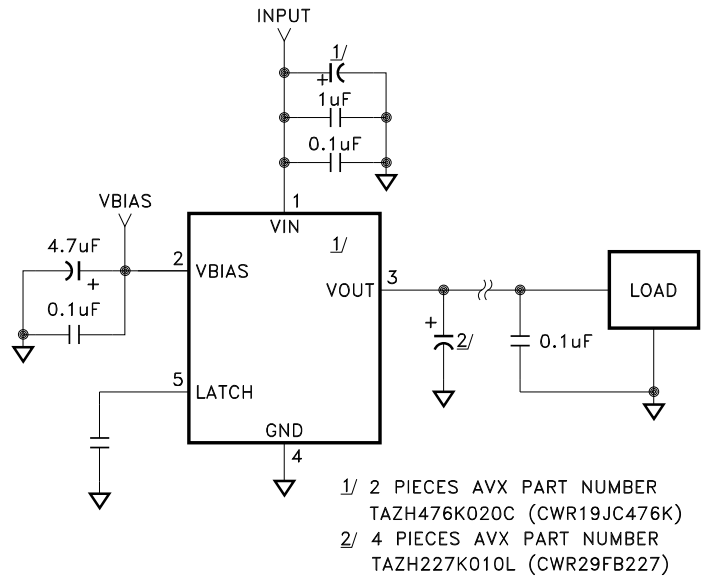 INPUT
1/
+
1uF
0.1uF
VBIAS
1
VIN
1/
4.7uF
2
VBIAS
+
3
VOUT
LOAD
0.1uF
+
2/
0.1uF
5
LATCH
GND
4
1/ 2 PIECES AVX PART NUMBER
TAZH476K020C (CWR19JC476K)
2/ 4 PIECES AVX PART NUMBER
TAZH227K010L (CWR29FB227)